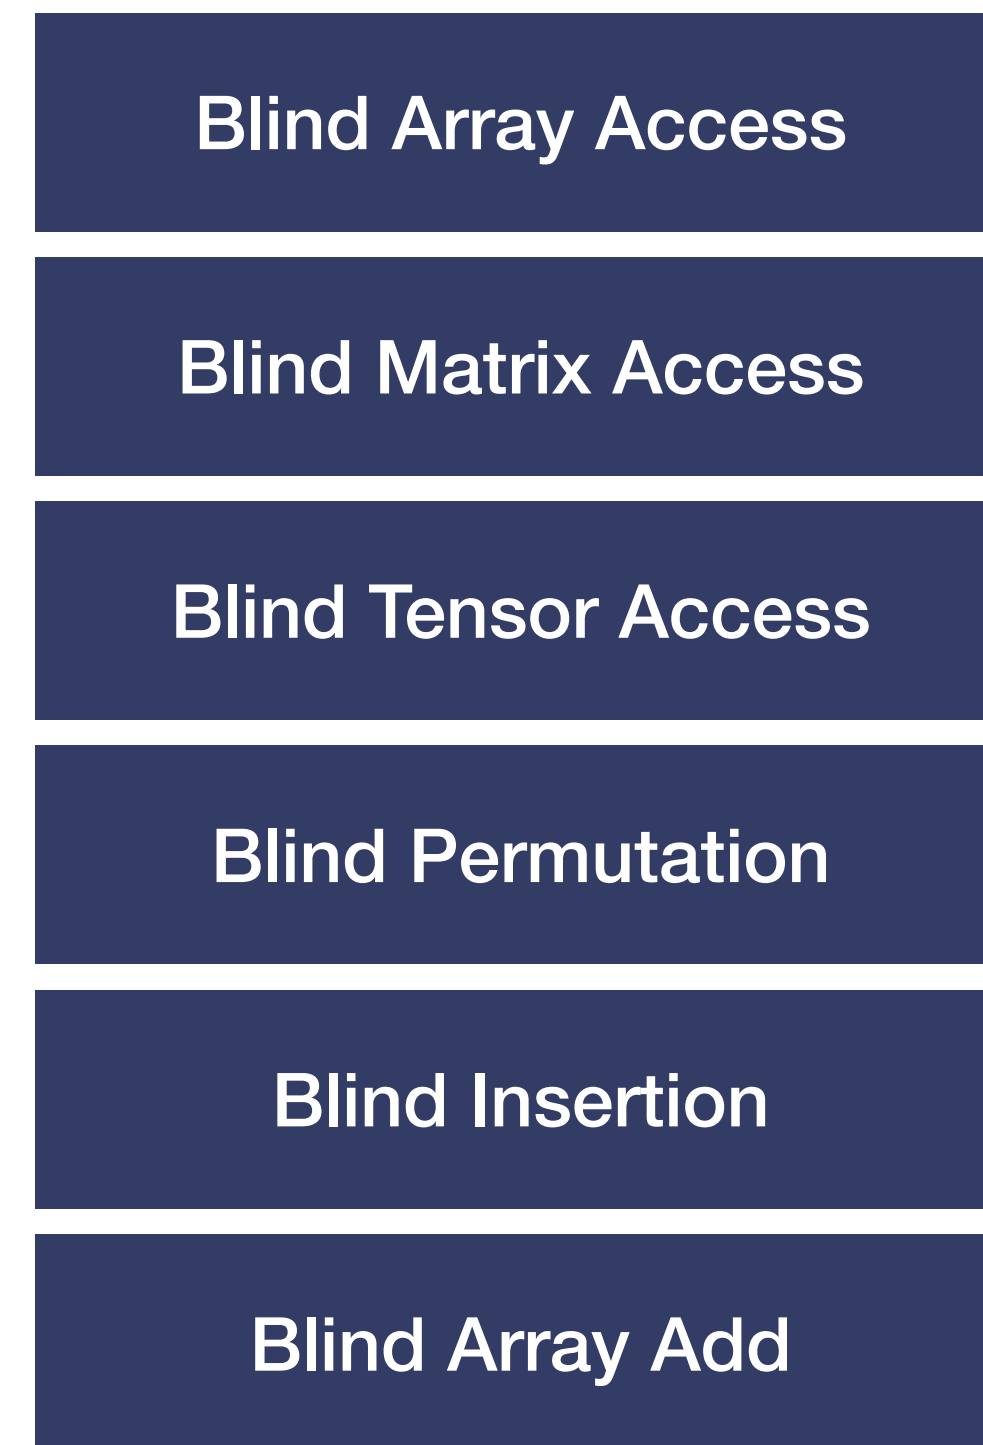 Blind Array Access
Blind Matrix Access
Blind Tensor Access
Blind Permutation
Blind Insertion
Blind Array Add